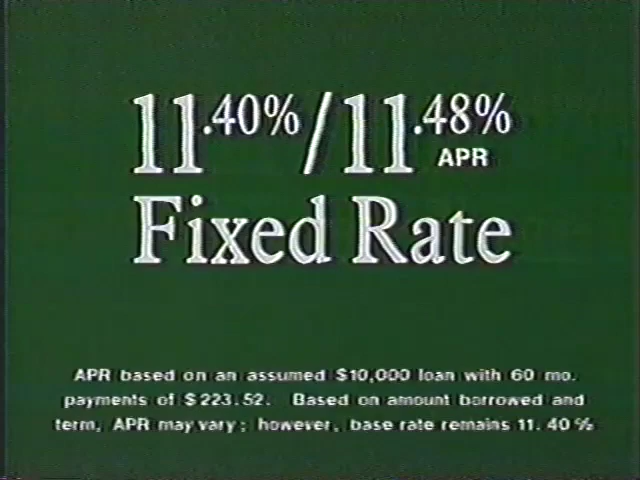 11.40%/11.48%
APR
Fixed Rate
APR based on an assumed $10,000 loan with 60 mo.
payments of $223.52. Based on amount borrowed and
term, APR may vary; however, base rate remains 11.40%